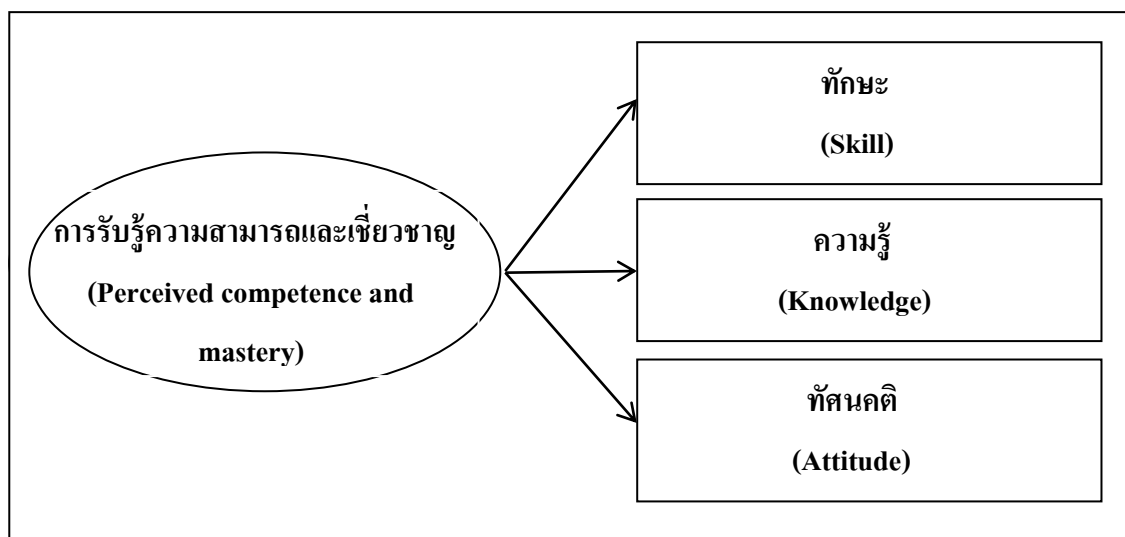 การรับรู้ความสามารถและเชี่ยวชาญ
(Perceived competence and
mastery)
ทักษะ
(Skill)
ความรู้
(Knowledge)
ทัศนคติ
(Attitude)